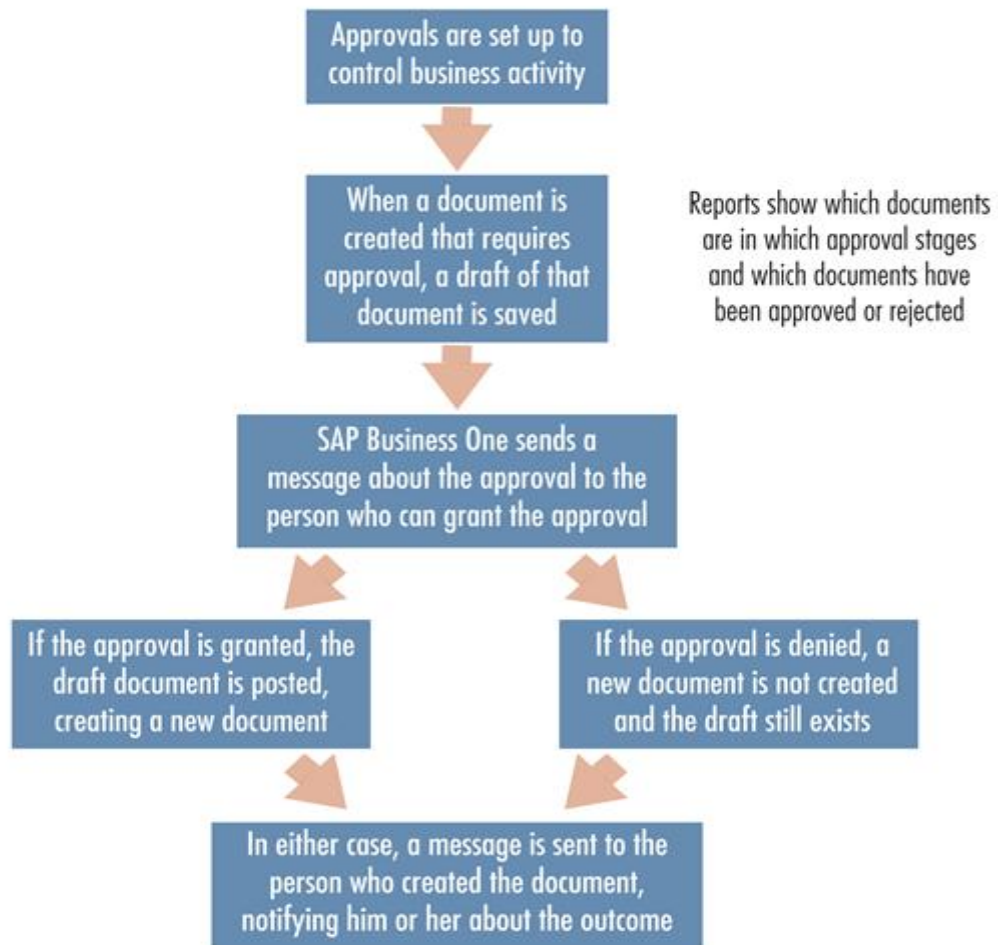 Approvals are set up to
control business activity
When a document is
created that requires
approval, a draft of that
document is saved
Reports show which documents
are in which approval stages
and which documents have
been approved or rejected
SAP Business One sends a
message about the approval to the
person who can grant the approval
If the approval is granted, the
draft document is posted,
creating a new document
If the approval is denied, a
new document is not created
and the draft still exists
In either case, a message is sent to the
person who created the document,
notifying him or her about the outcome